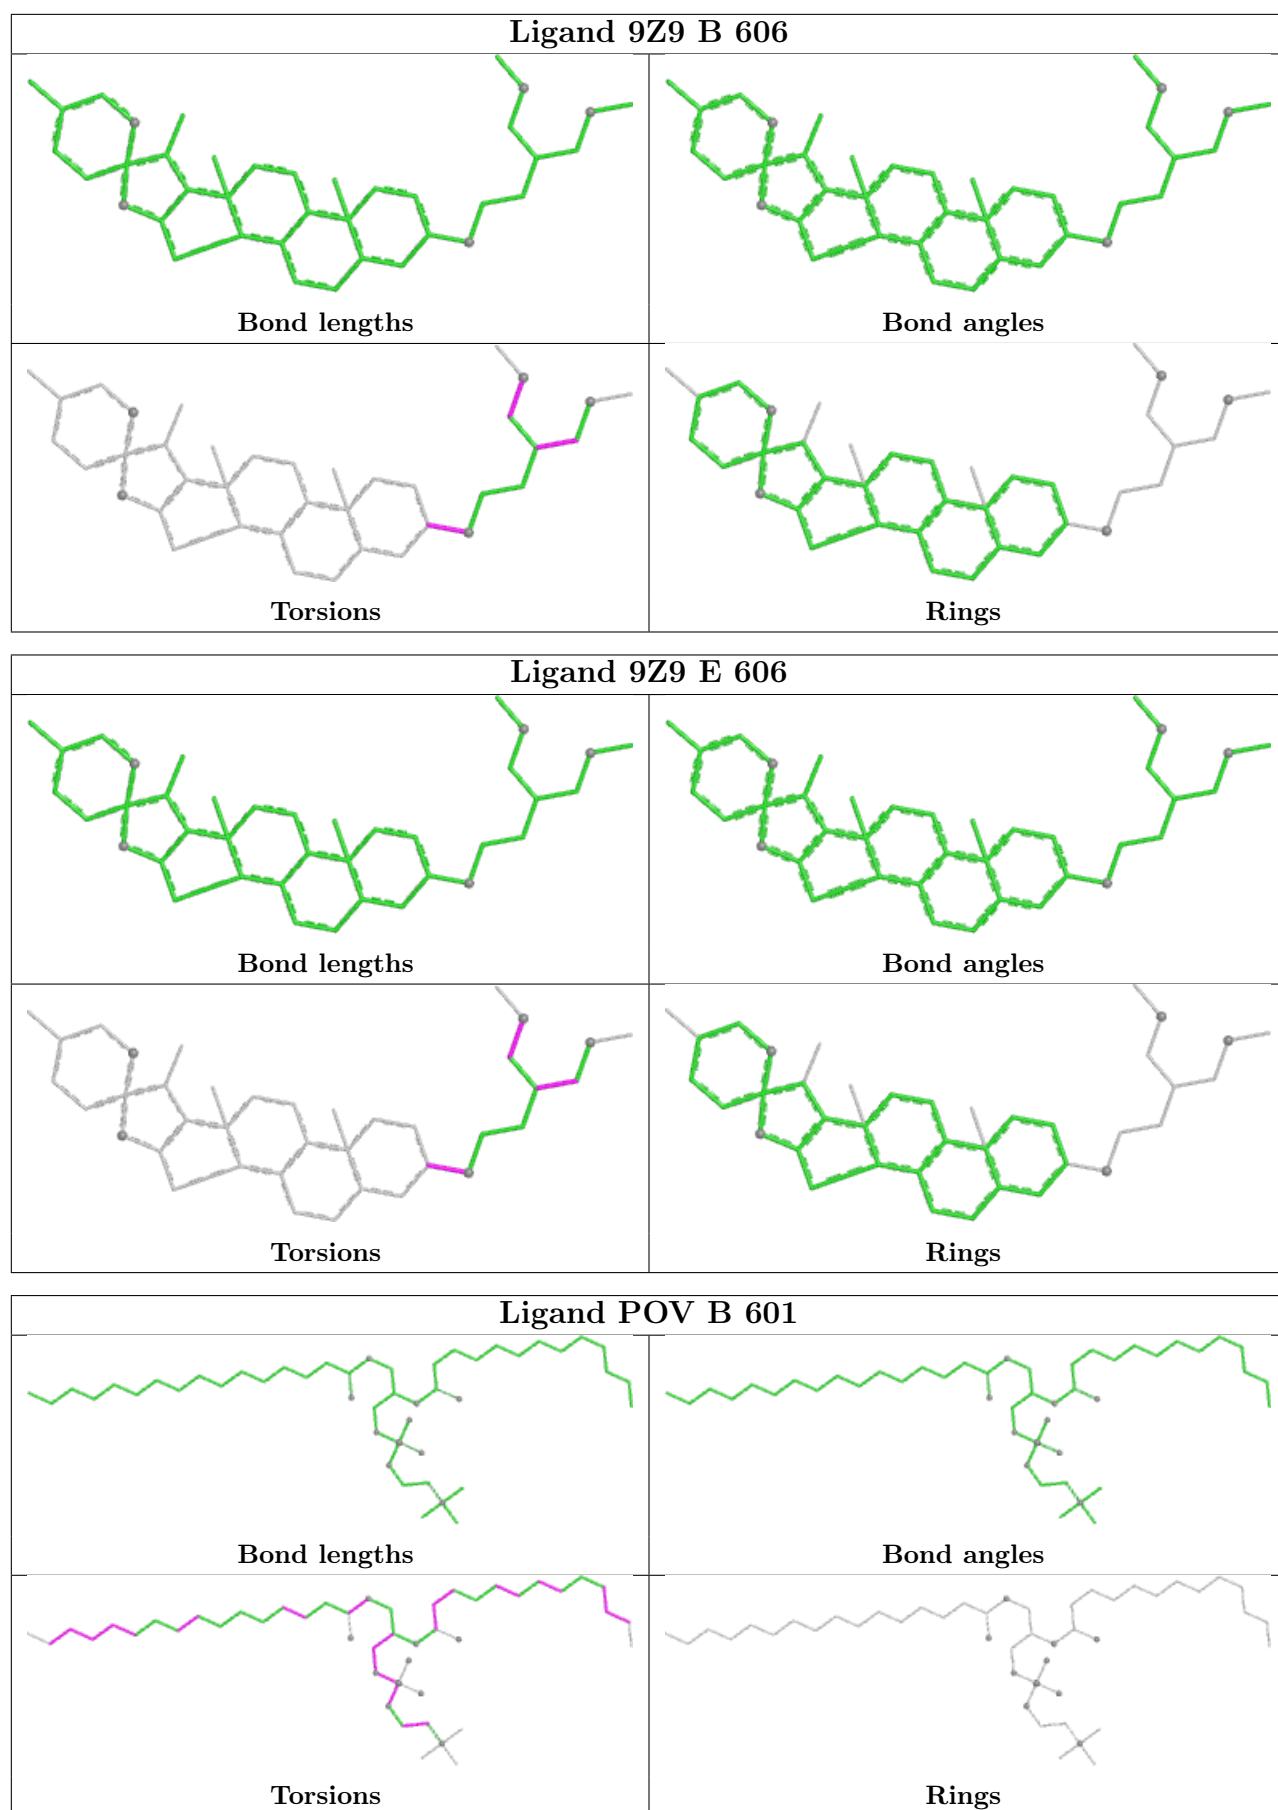 Ligand 9Z9 B 606
Bond lengths
Bond angles
Torsions
Rings
Ligand 9Z9 E 606
Bond lengths
Bond angles
Torsions
Rings
Ligand POV B 601
Bond lengths
Bond angles
Torsions
Rings